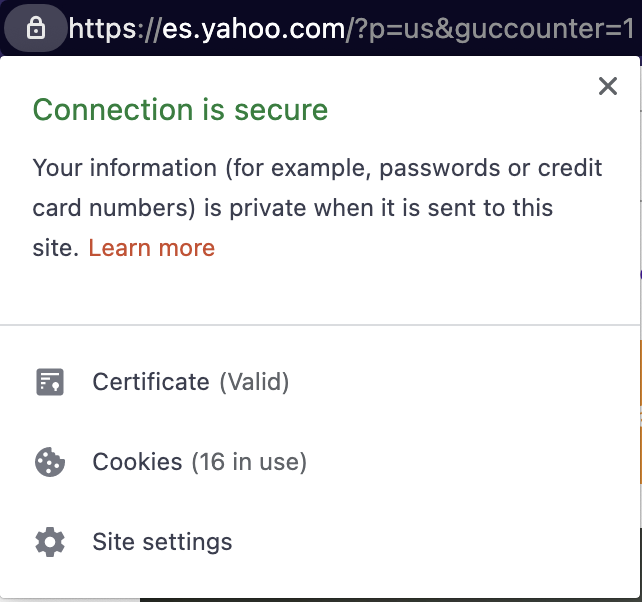 https://es.yahoo.com/?p=us&guccounter=1
Connection is secure
Your information (for example, passwords or credit
card numbers) is private when it is sent to this
site. Learn more
Certificate (Valid)
Cookies (16 in use)
Site settings